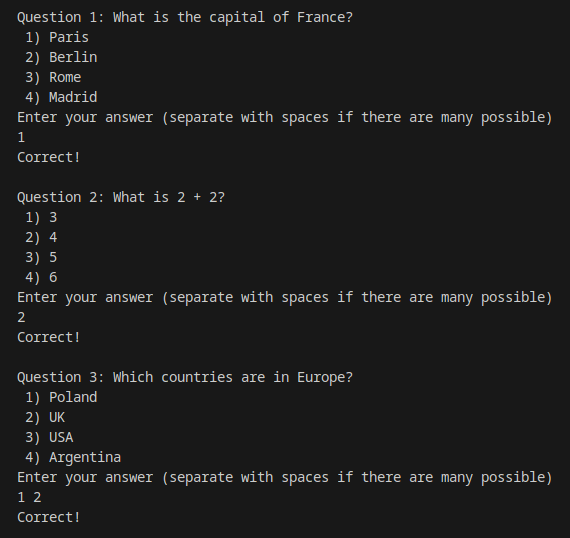 Question 1: What is the capital of France?
1) Paris
2) Berlin
3) Rome
4) Madrid
Enter your answer (separate with spaces if there are many possible)
1
Correct!
Question 2: What is 2 + 2?
1) 3
2) 4
3) 5
4) 6
Enter your answer (separate with spaces if there are many possible)
2
Correct!
Question 3: Which countries are in Europe?
1) Poland
2) UK
3) USA
4) Argentina
Enter your answer (separate with spaces if there are many possible)
1 2
Correct!